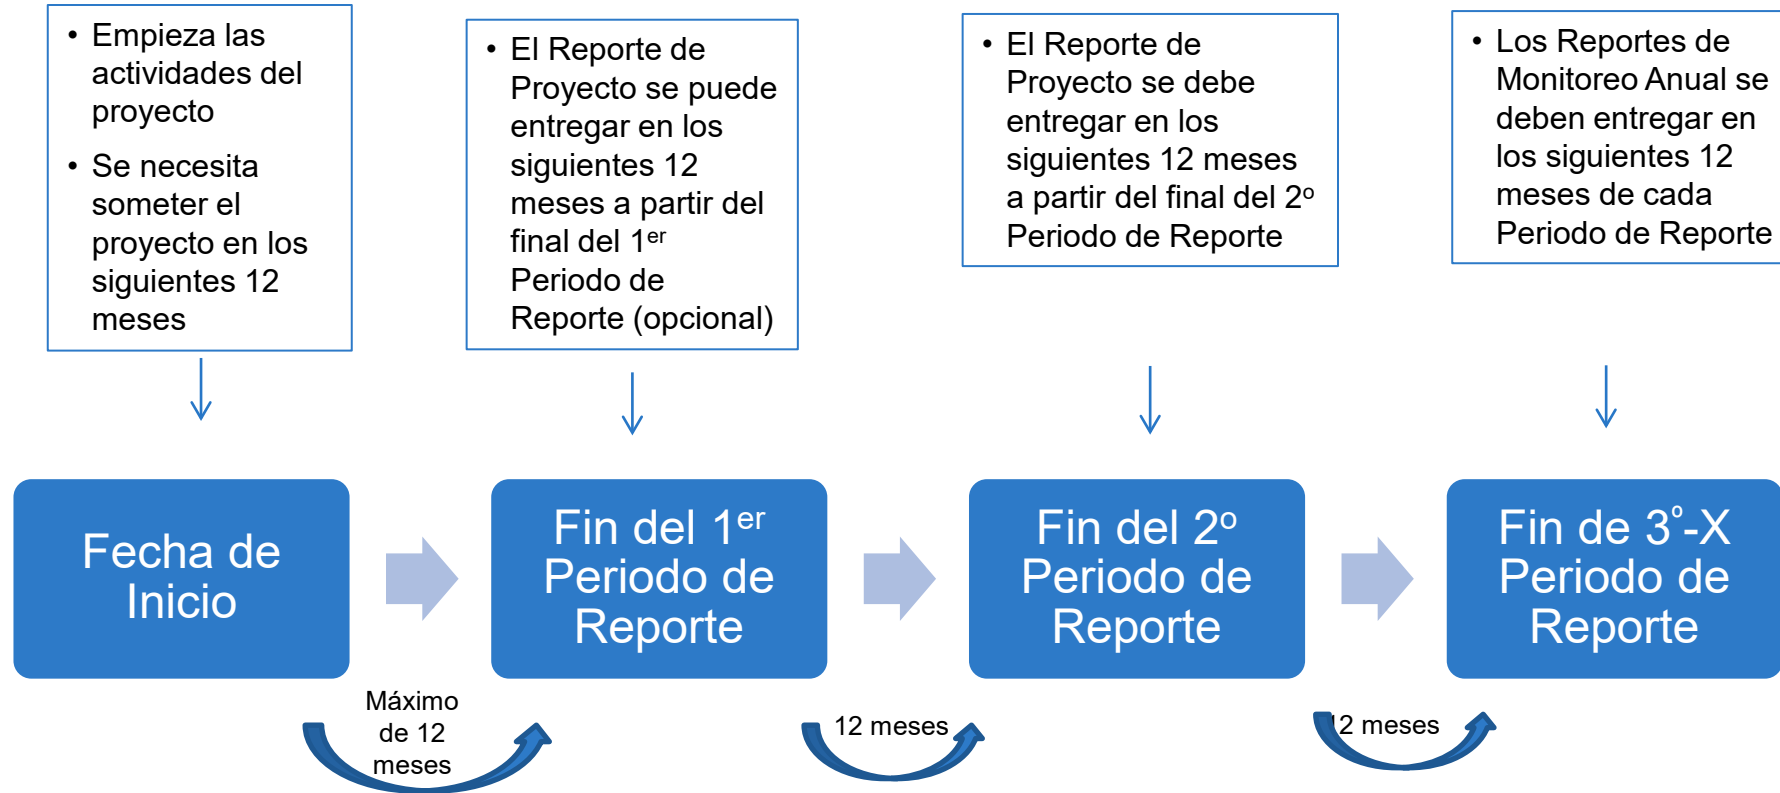 • Empieza las
actividades del
proyecto
• Se necesita
someter el
proyecto en los
siguientes 12
meses
• El Reporte de
Proyecto se puede
entregar en los
siguientes 12
meses a partir del
final del 1er
Periodo de
Reporte (opcional)
• El Reporte de
Proyecto se debe
entregar en los
siguientes 12 meses
a partir del final del 2o
Periodo de Reporte
• Los Reportes de
Monitoreo Anual se
deben entregar en
los siguientes 12
meses de cada
Periodo de Reporte
Fecha de
Inicio
Fin del 1er
Periodo de
Reporte
Fin del 2o
Periodo de
Reporte
Fin de 3º-X
Periodo de
Reporte
Máximo
de 12
meses
12 meses
12 meses